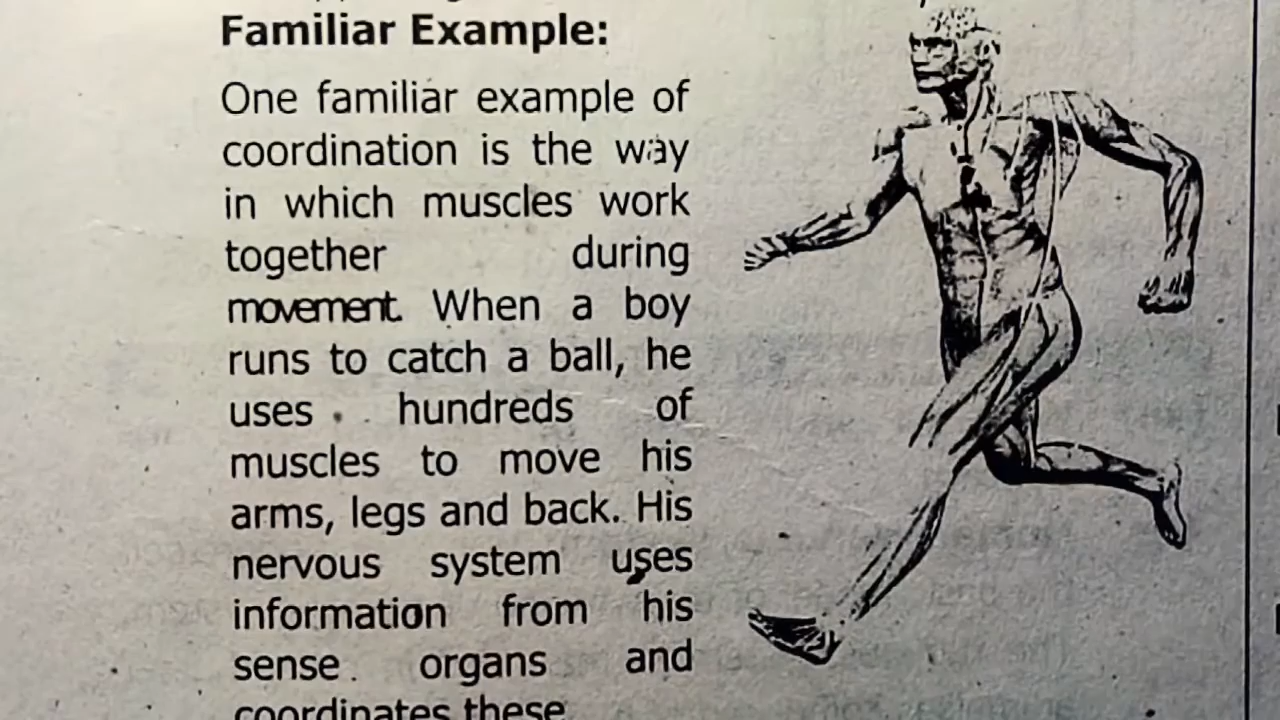 Familiar Example:
One familiar example of
coordination is the way
in which muscles work
together during
movement. When a boy
runs to catch a ball, he
uses hundreds of
muscles to move his
arms, legs and back. His
nervous system uses
information from his
sense organs and
coordinates these